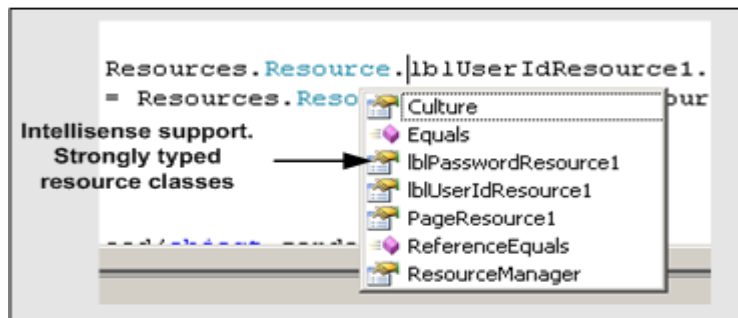 Resources.Resource.lblUserIdResource1.
= Resources.Reso
our
Culture
Equals
lblPasswordResource1
lblUserIdResource1
PageResource1
ReferenceEquals
ResourceManager
Intellisense support.
Strongly typed
resource classes